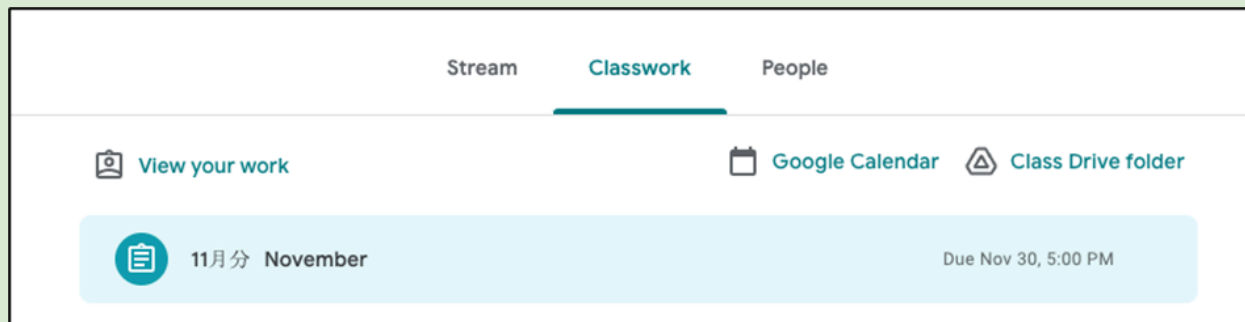 Stream Classwork People
View your work Google Calendar Class Drive folder
11月分 November Due Nov 30, 5:00 PM